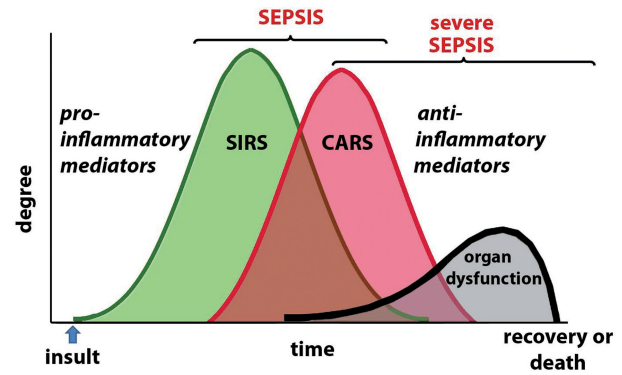 SEPSIS
severe
SEPSIS
pro-
inflammatory
mediators
SIRS
CARS
anti-
inflammatory
mediators
degree
organ
dysfunction
insult
time
recovery or
death